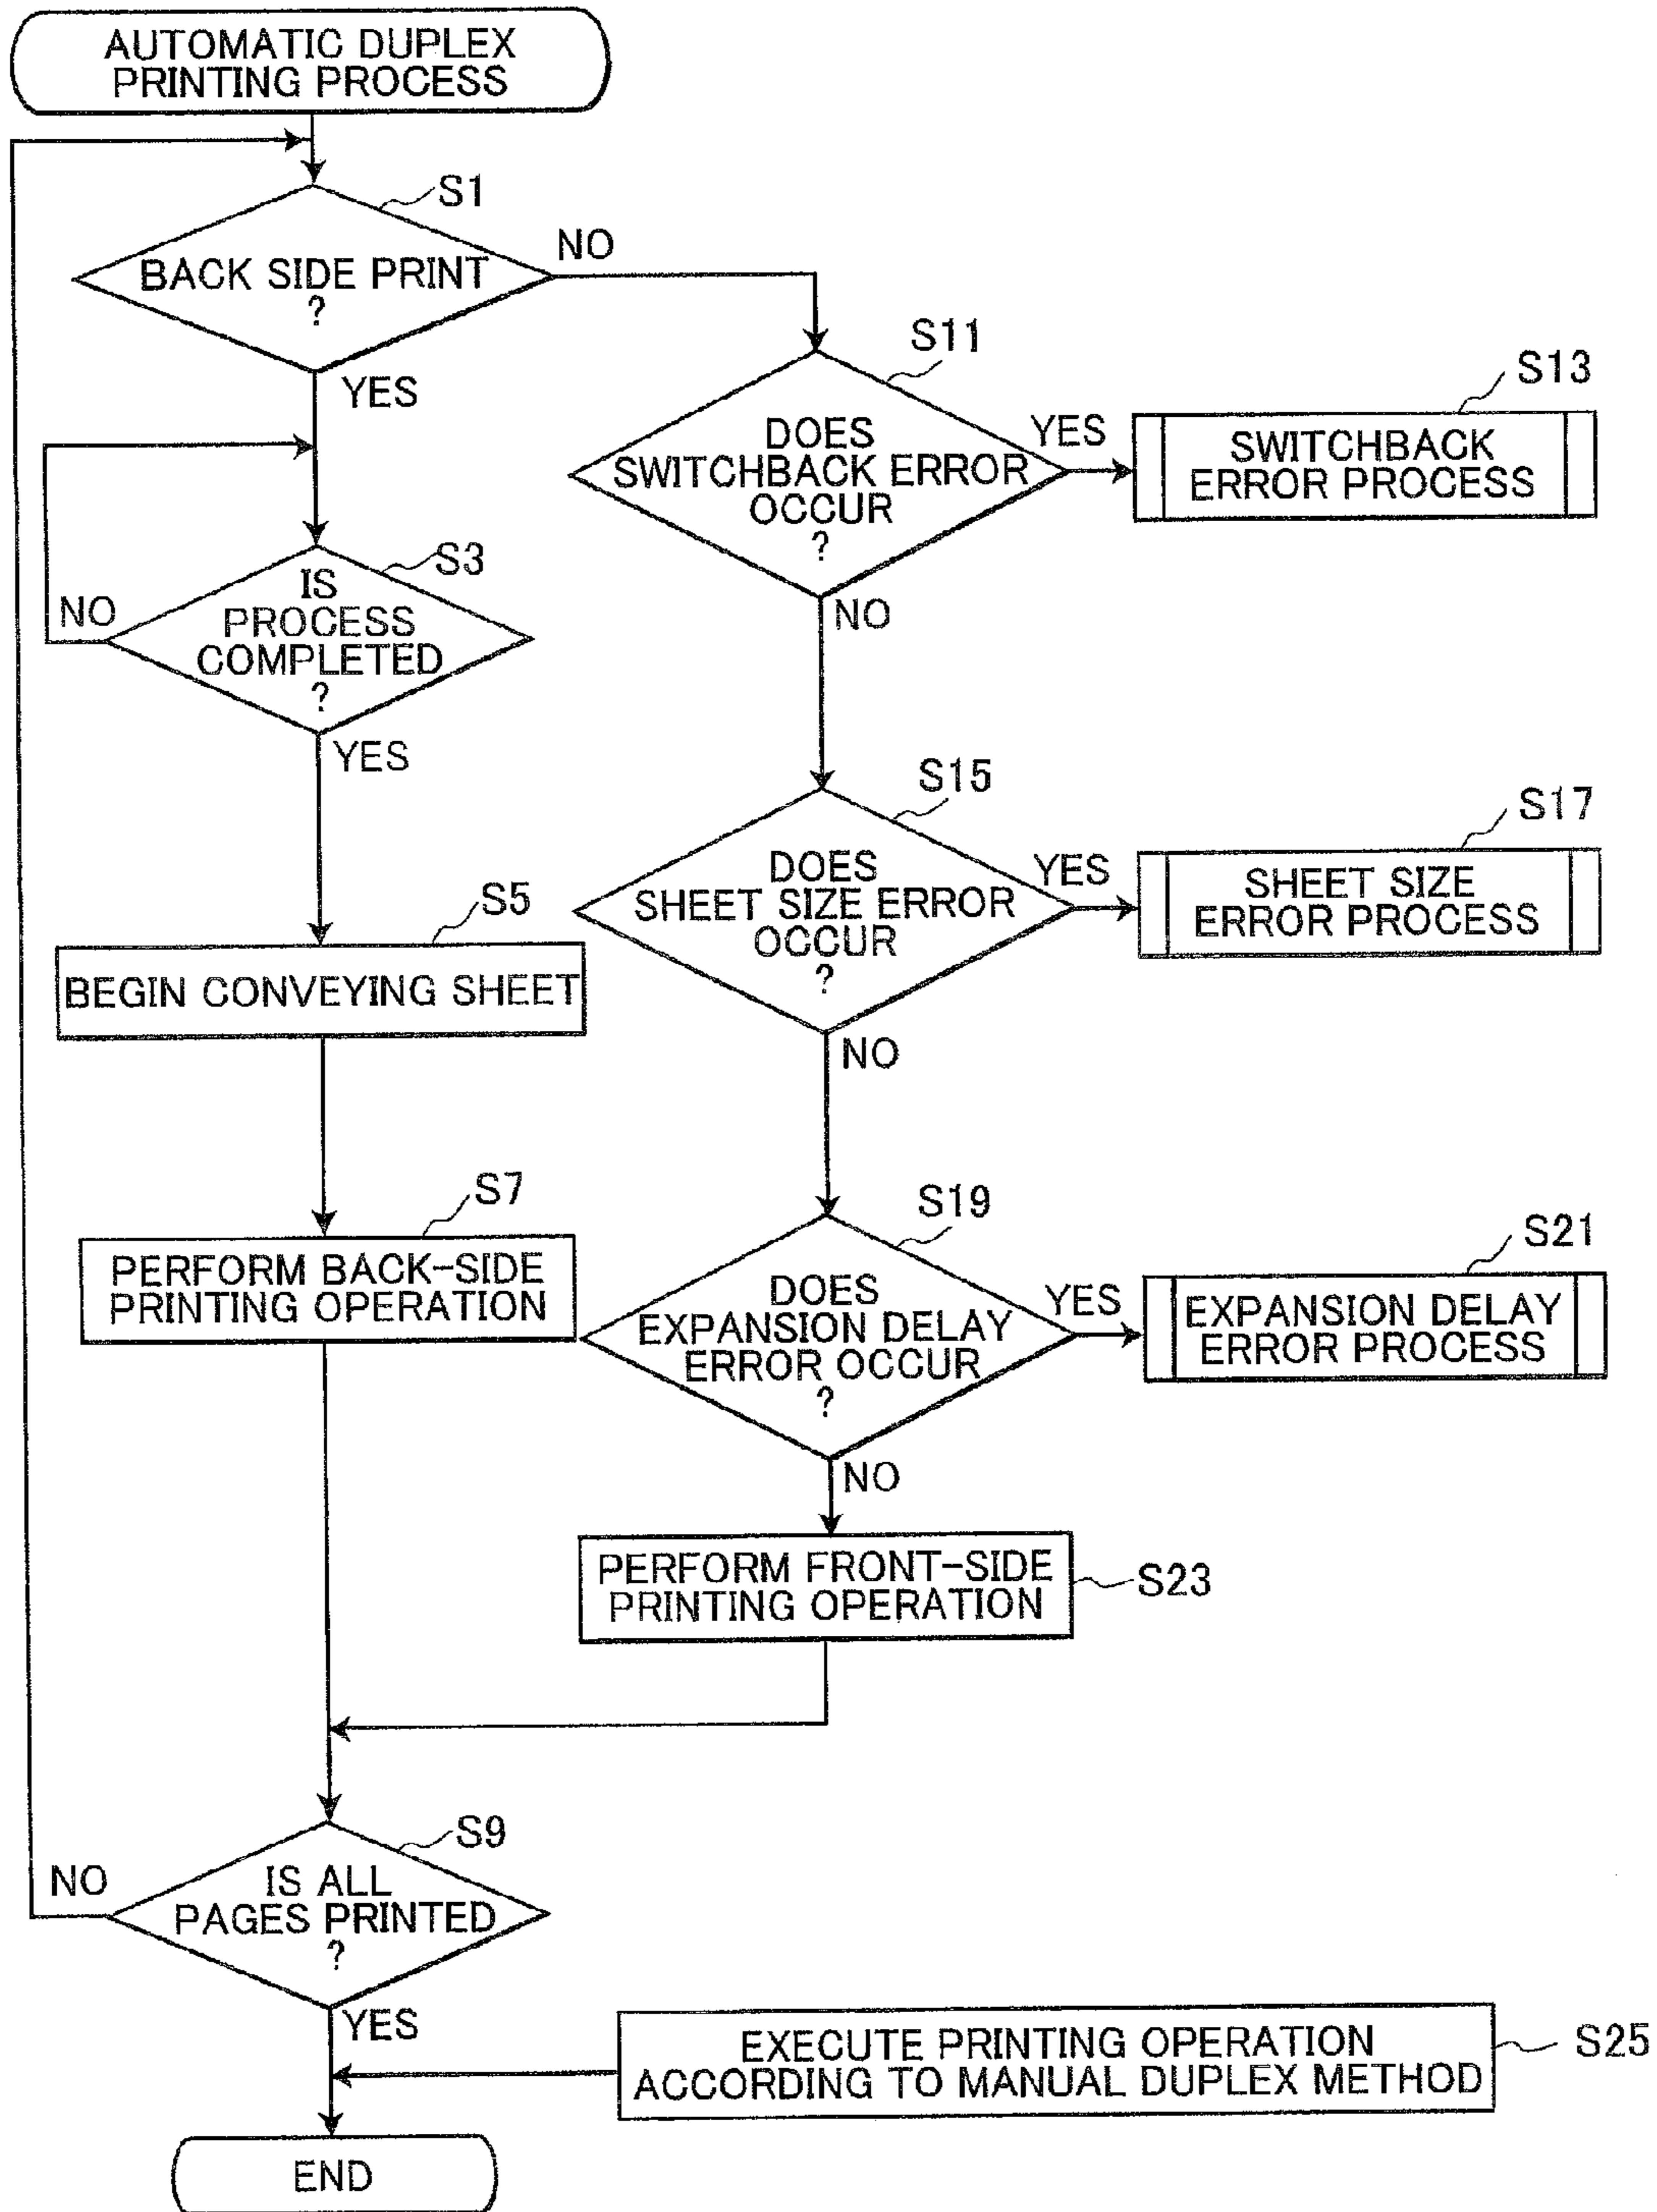 AUTOMATIC DUPLEX
PRINTING PROCESS
S1
BACK SIDE PRINT
?
NO
YES
S11
DOES
SWITCHBACK ERROR
OCCUR
?
YES
NO
S13
SWITCHBACK
ERROR PROCESS
S3
IS
PROCESS
COMPLETED
?
NO
YES
S15
DOES
SHEET SIZE ERROR
OCCUR
?
YES
NO
S17
SHEET SIZE
ERROR PROCESS
S5
BEGIN CONVEYING SHEET
S7
PERFORM BACK-SIDE
PRINTING OPERATION
S19
DOES
EXPANSION DELAY
ERROR OCCUR
?
YES
NO
S21
EXPANSION DELAY
ERROR PROCESS
PERFORM FRONT-SIDE
PRINTING OPERATION
S23
S9
IS ALL
PAGES PRINTED
?
NO
YES
EXECUTE PRINTING OPERATION
ACCORDING TO MANUAL DUPLEX METHOD
S25
END